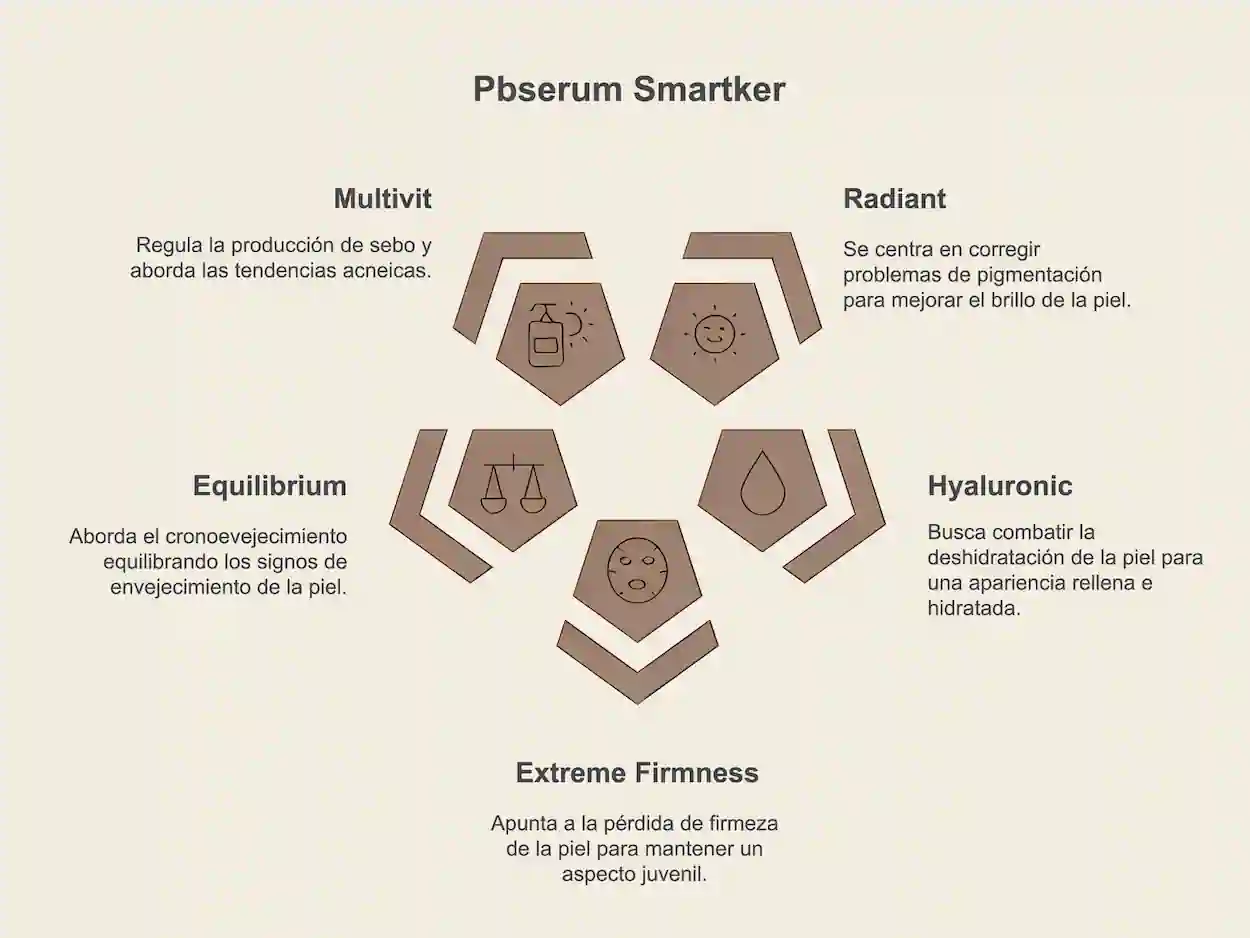 Pbserum Smartker
Multivit
Regula la producción de sebo y
aborda las tendencias acneicas.
Radiant
Se centra en corregir
problemas de pigmentación
para mejorar el brillo de la piel.
Equilibrium
Aborda el cronoevejecimiento
equilibrando los signos de
envejecimiento de la piel.
Hyaluronic
Busca combatir la
deshidratación de la piel para
una apariencia rellena e
hidratada.
Extreme Firmness
Apunta a la pérdida de firmeza
de la piel para mantener un
aspecto juvenil.